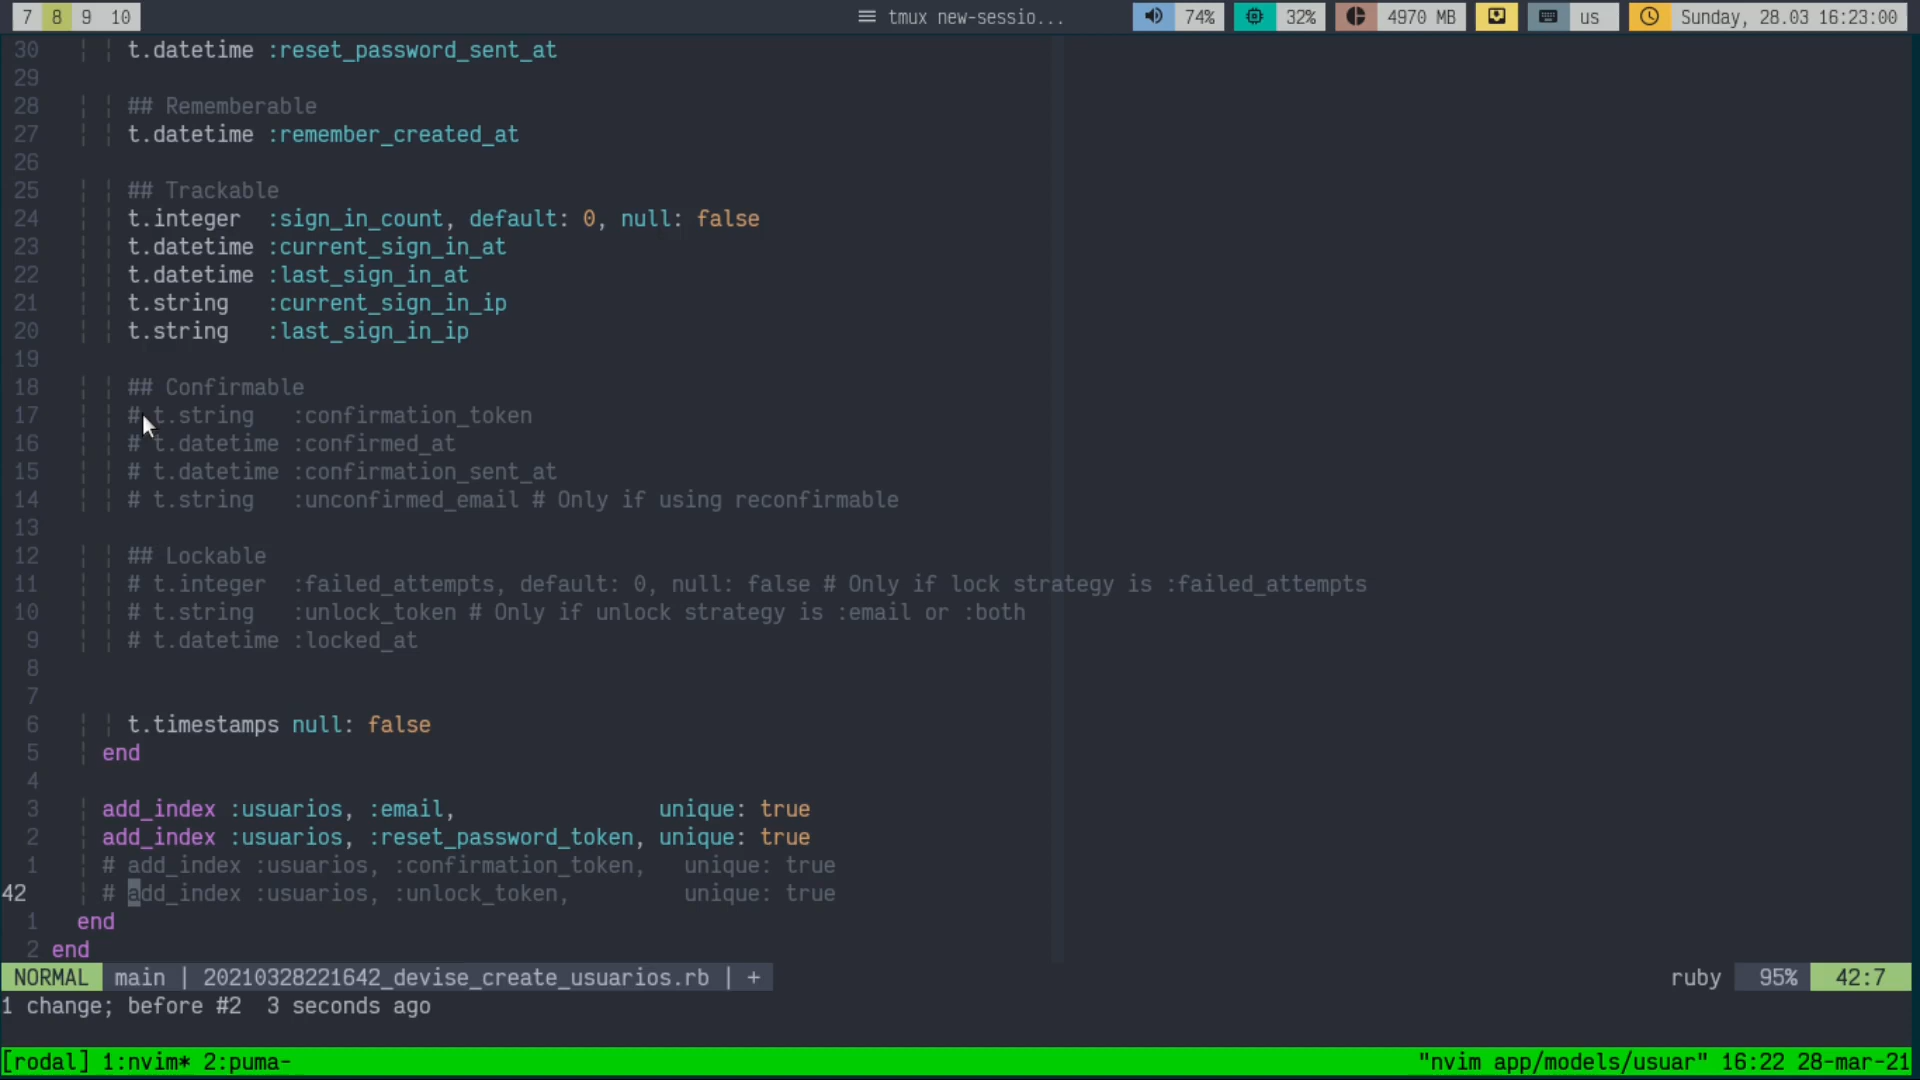 7 8 9 10 tmux new-sessio... 74% 32% 4970 MB us Sunday, 28.03 16:23:00
30 t.datetime :reset_password_sent_at
29
28 ## Rememberable
27 t.datetime :remember_created_at
26
25 ## Trackable
24 t.integer  :sign_in_count, default: 0, null: false
23 t.datetime :current_sign_in_at
22 t.datetime :last_sign_in_at
21 t.string   :current_sign_in_ip
20 t.string   :last_sign_in_ip
19
18 ## Confirmable
17 # t.string   :confirmation_token
16 # t.datetime :confirmed_at
15 # t.datetime :confirmation_sent_at
14 # t.string   :unconfirmed_email # Only if using reconfirmable
13
12 ## Lockable
11 # t.integer  :failed_attempts, default: 0, null: false # Only if lock strategy is :failed_attempts
10 # t.string   :unlock_token # Only if unlock strategy is :email or :both
9 # t.datetime :locked_at
8
7
6 t.timestamps null: false
5 end
4
3 add_index :usuarios, :email,                unique: true
2 add_index :usuarios, :reset_password_token, unique: true
1 # add_index :usuarios, :confirmation_token,   unique: true
42 # add_index :usuarios, :unlock_token,         unique: true
1 end
2 end
NORMAL main | 20210328221642_devise_create_usuarios.rb | + ruby 95% 42:7
1 change; before #2  3 seconds ago
[rodal] 1:nvim* 2:puma- "nvim app/models/usuar" 16:22 28-mar-21